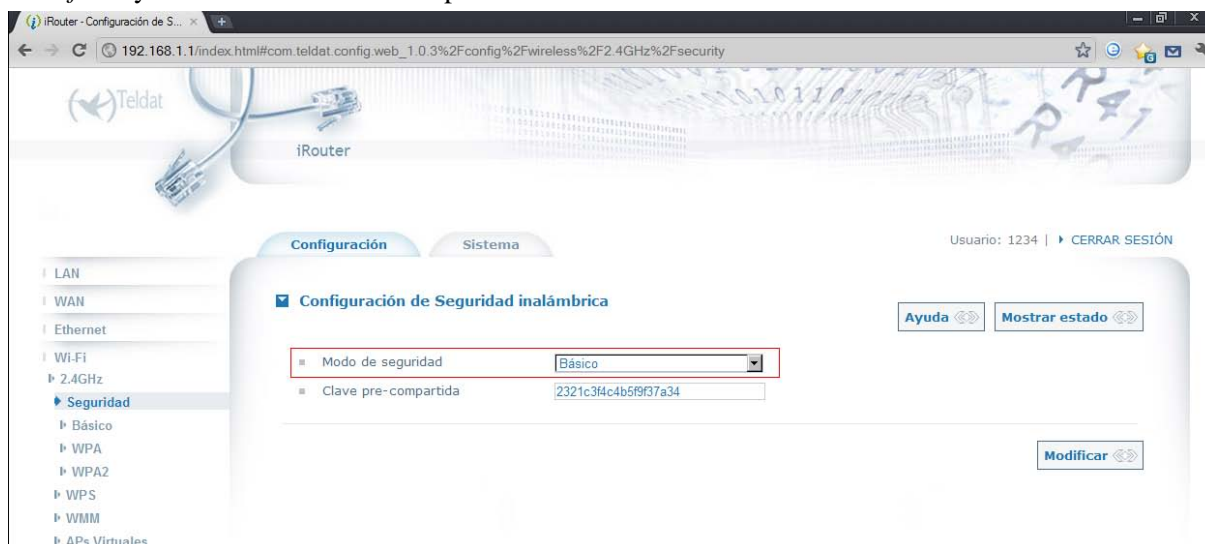 iRouter - Configuración de S...
192.168.1.1/index.html#com.teldat.config.web_1.0.3%2Fconfig%2Fwireless%2F2.4GHz%2Fsecurity
Teldat
iRouter
Configuración
Sistema
Usuario: 1234 | CERRAR SESIÓN
LAN
WAN
Ethernet
Wi-Fi
2.4GHz
Seguridad
Básico
WPA
WPA2
WPS
WMM
APs Virtuales
Configuración de Seguridad inalámbrica
Ayuda
Mostrar estado
Modo de seguridad
Básico
Clave pre-compartida
2321c3f4c4b5f9f37a34
Modificar